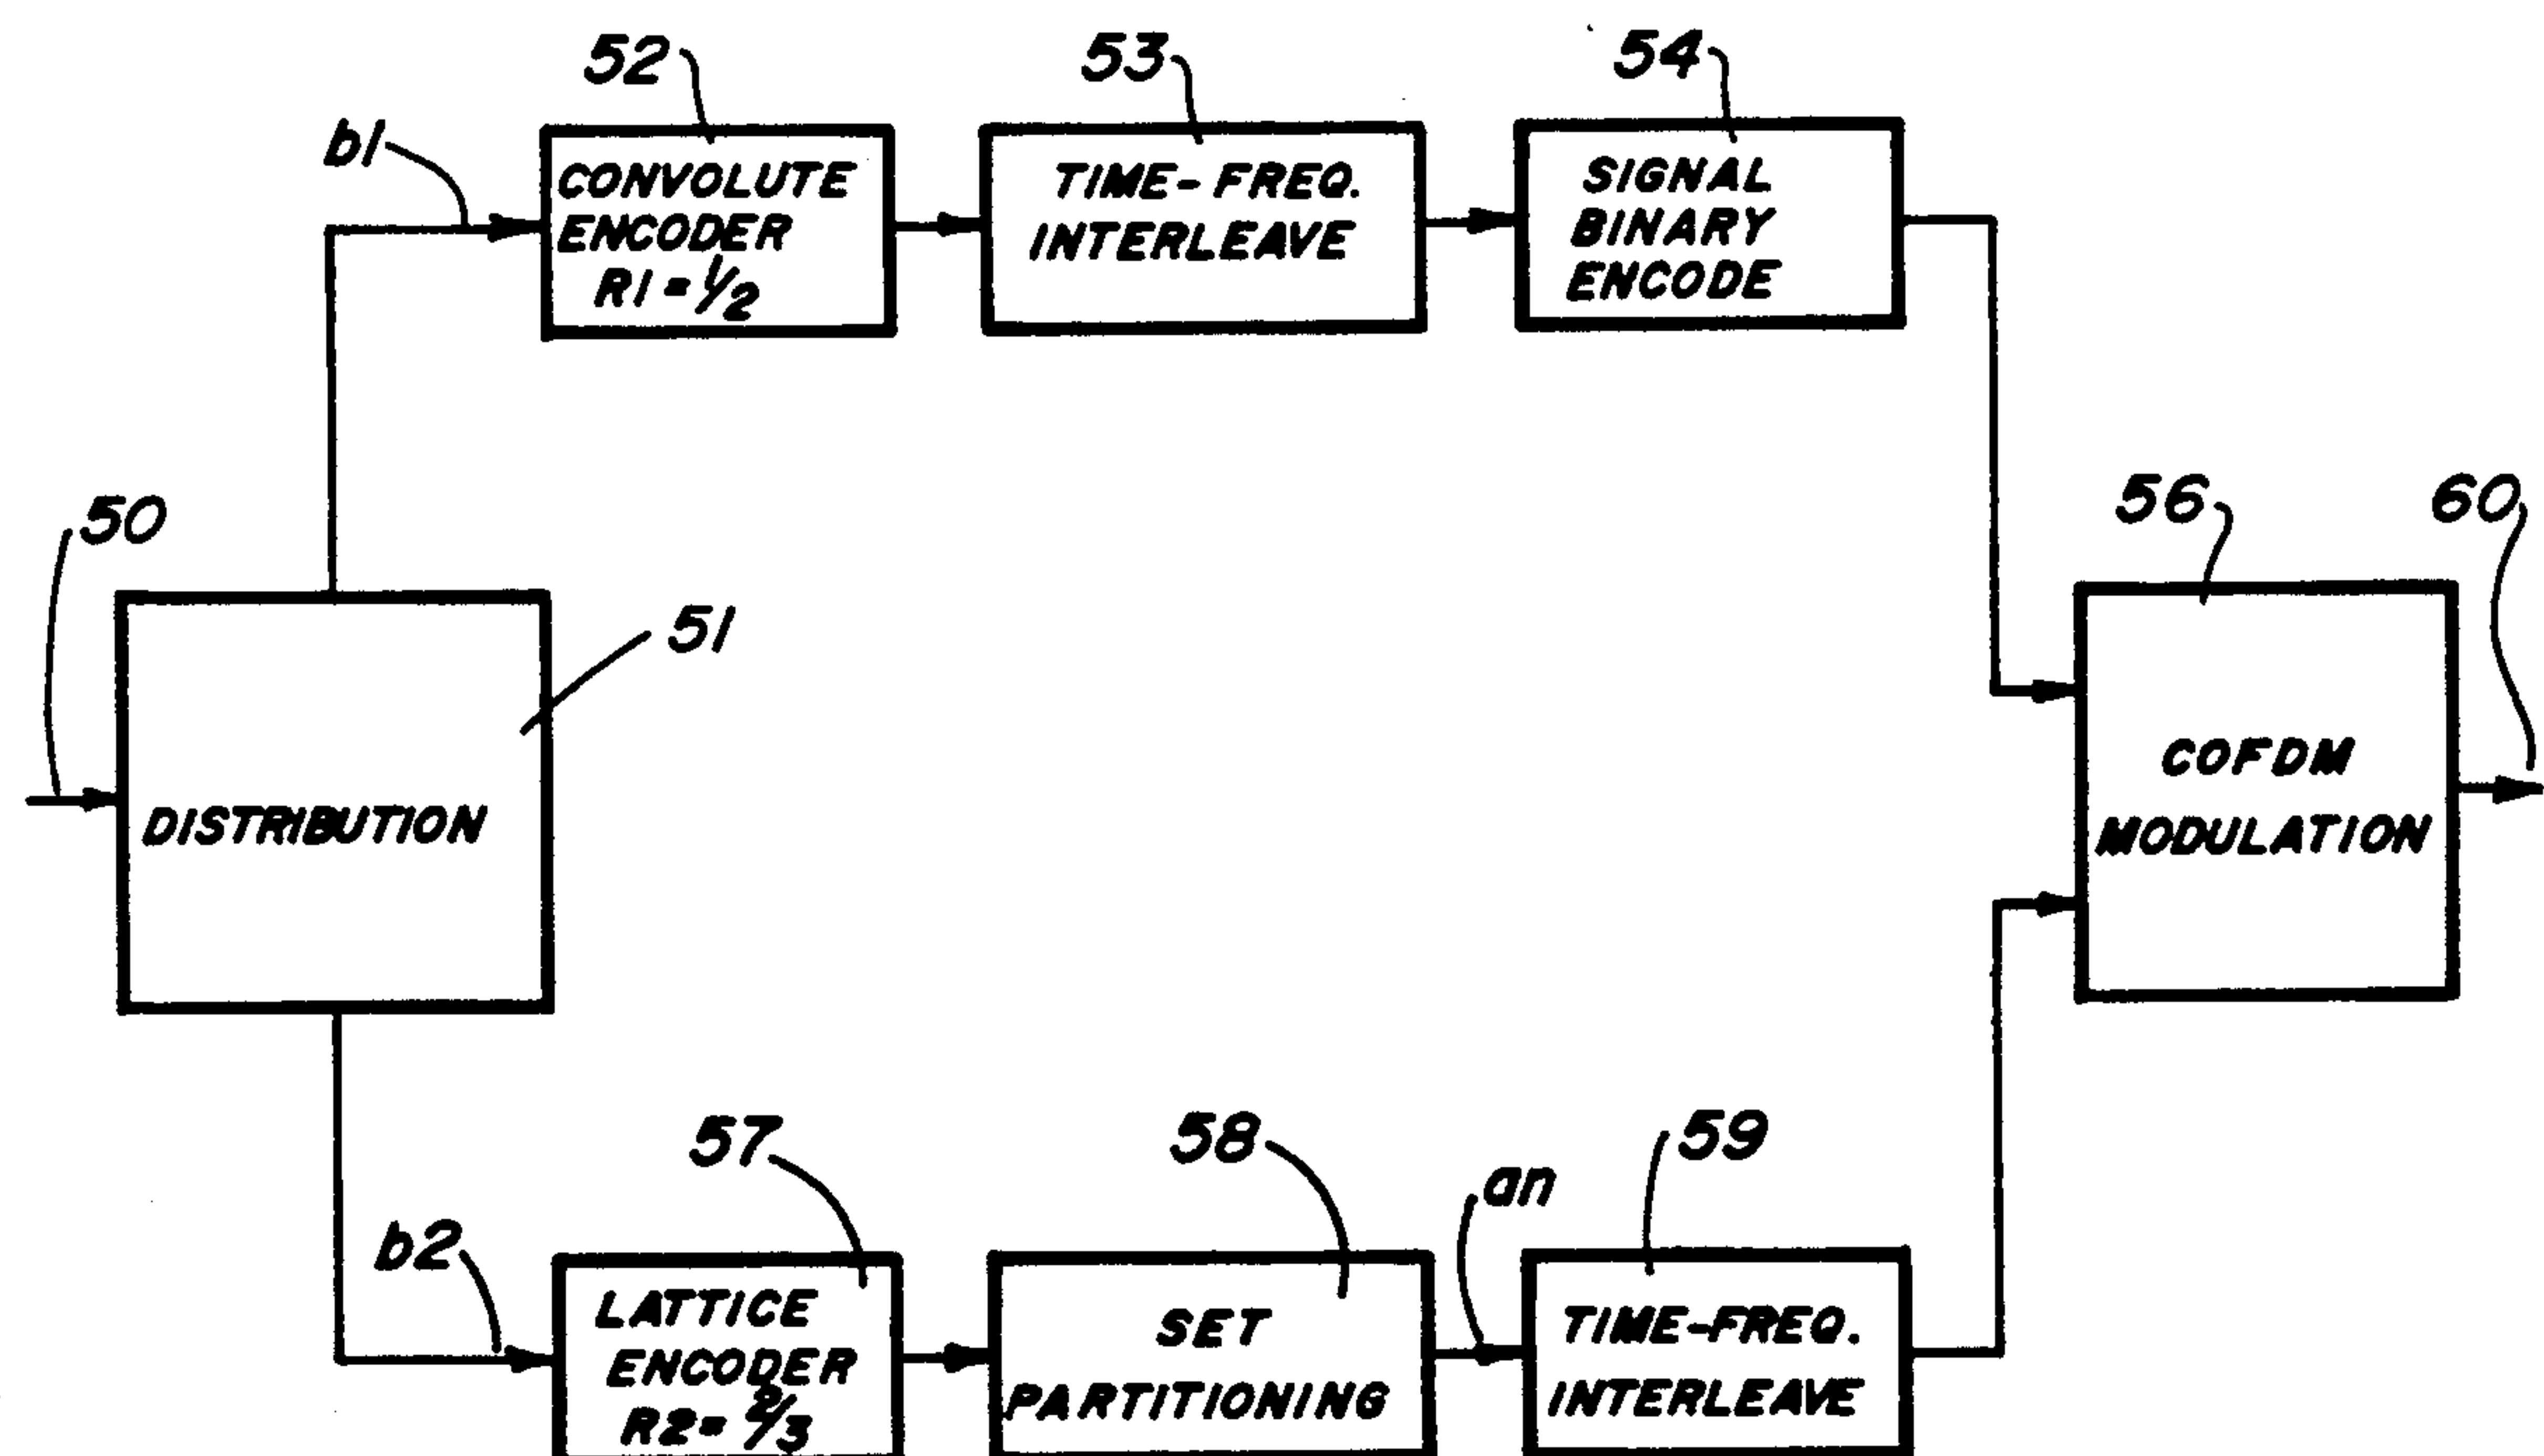 52
53
54
b1
CONVOLUTE
ENCODER
R1 = 1/2
TIME- FREQ.
INTERLEAVE
SIGNAL
BINARY
ENCODE
50
51
DISTRIBUTION
56
60
COFDM
MODULATION
b2
57
58
an
59
LATTICE
ENCODER
R2= 2/3
SET
PARTITIONING
TIME-FREQ.
INTERLEAVE